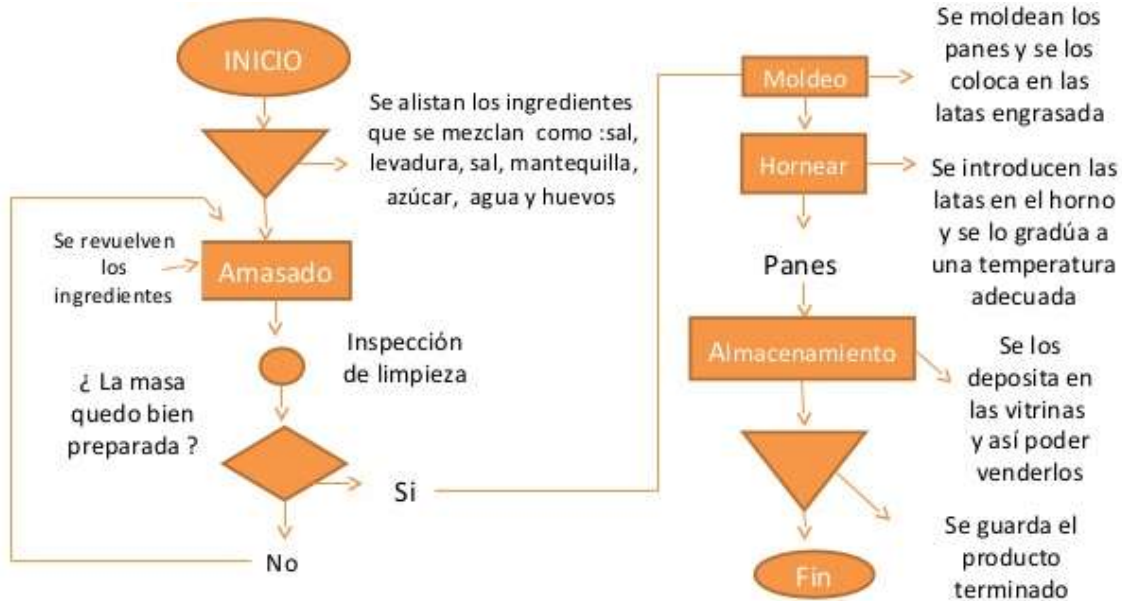 INICIO
Se alistan los ingredientes
que se mezclan como :sal,
levadura, sal, mantequilla,
azúcar, agua y huevos
Se revuelven
los
ingredientes
Amasado
Inspección
de limpieza
¿ La masa
quedo bien
preparada ?
Si
No
Moldeo
Se moldean los
panes y se los
coloca en las
latas engrasada
Hornear
Se introducen las
latas en el horno
y se lo gradúa a
una temperatura
adecuada
Panes
Almacenamiento
Se los
deposita en
las vitrinas
y así poder
venderlos
Se guarda el
producto
terminado
Fin